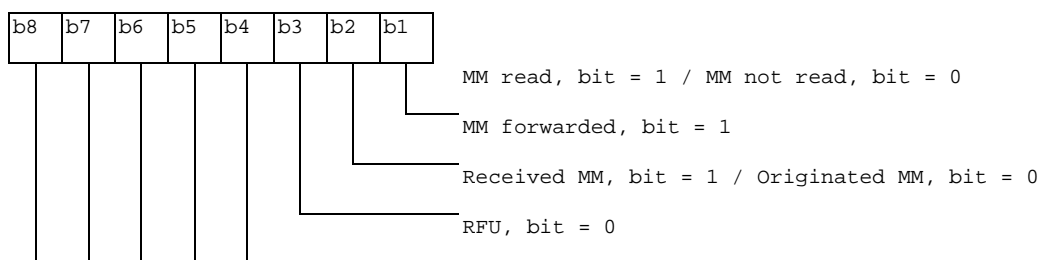 b8 b7 b6 b5 b4 b3 b2 b1
MM read, bit = 1 / MM not read, bit = 0
MM forwarded, bit = 1
Received MM, bit = 1 / Originated MM, bit = 0
RFU, bit = 0